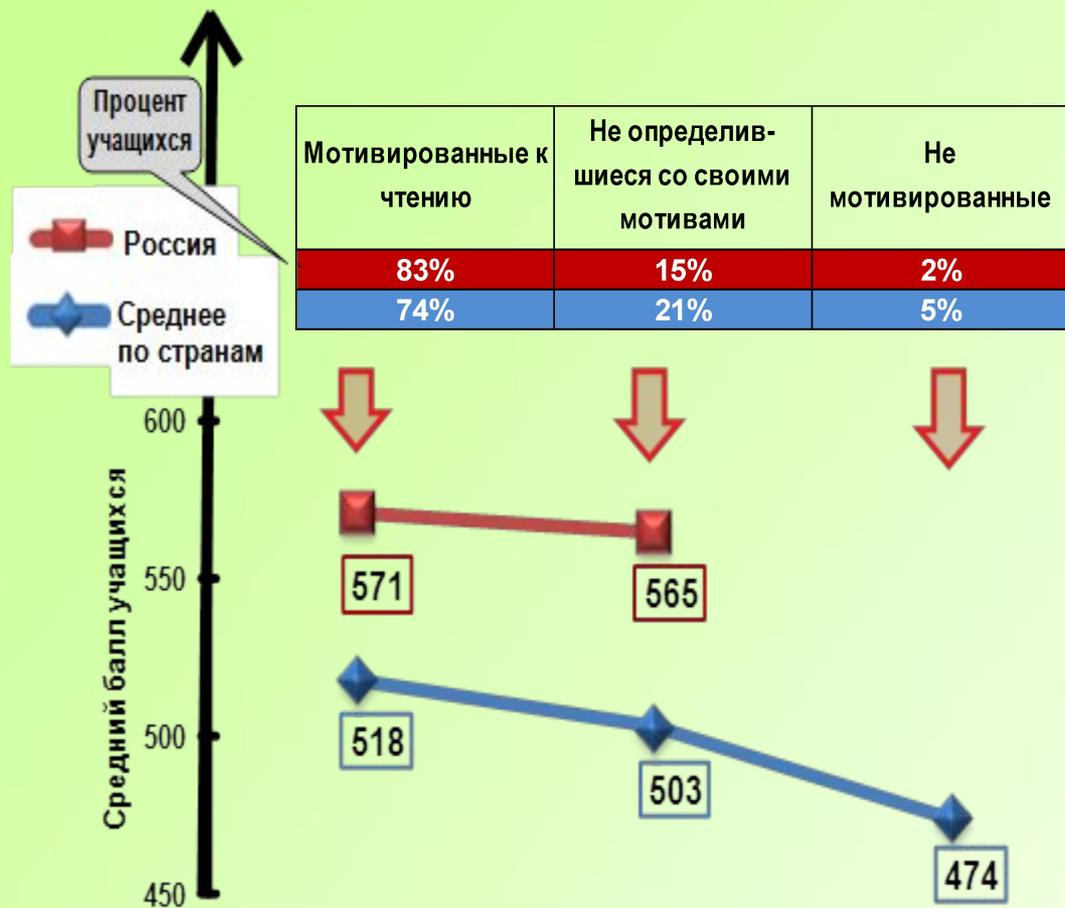 Процент
учащихся
Мотивированные к
чтению
Не определив-
шиеся со своими
мотивами
Не
мотивированные
Россия
83%
15%
2%
Среднее
по странам
74%
21%
5%
Средний балл учащихся
600
550
500
450
571
565
518
503
474